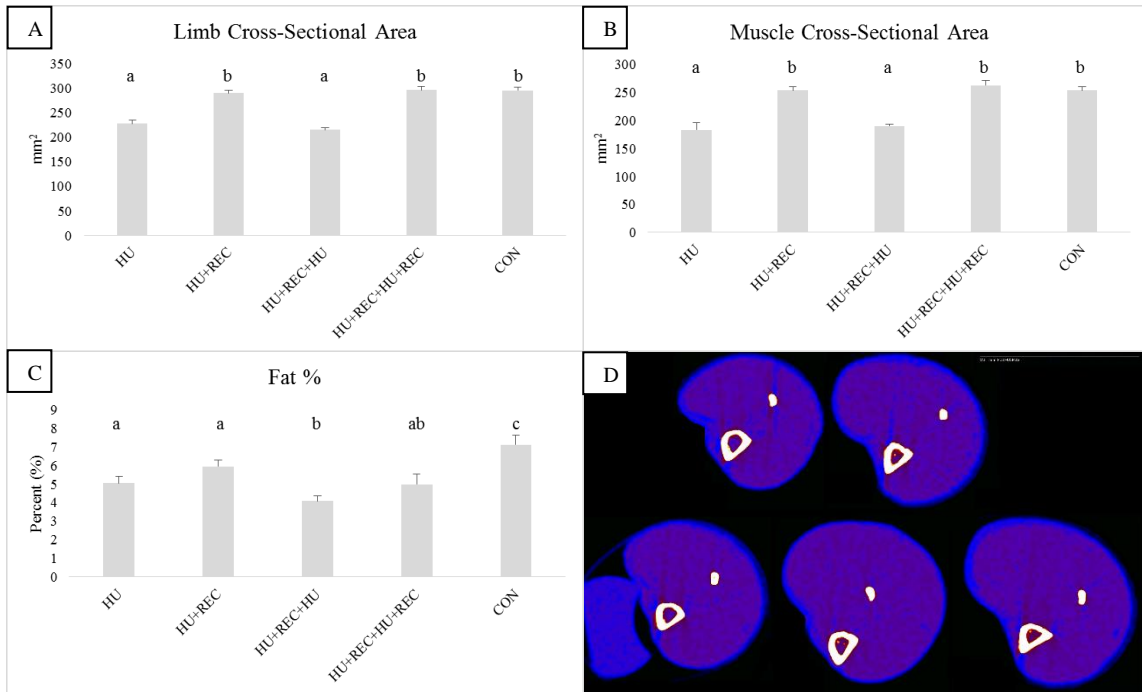 A
Limb Cross-Sectional Area
mm²
350
300
250
200
150
100
50
0
a
b
a
b
b
HU
HU+REC
HU+REC+HU
HU+REC+HU+REC
CON
B
Muscle Cross-Sectional Area
mm²
300
250
200
150
100
50
0
a
b
a
b
b
HU
HU+REC
HU+REC+HU
HU+REC+HU+REC
CON
C
Fat %
Percent (%)
9
8
7
6
5
4
3
2
1
0
a
a
b
ab
c
HU
HU+REC
HU+REC+HU
HU+REC+HU+REC
CON
D